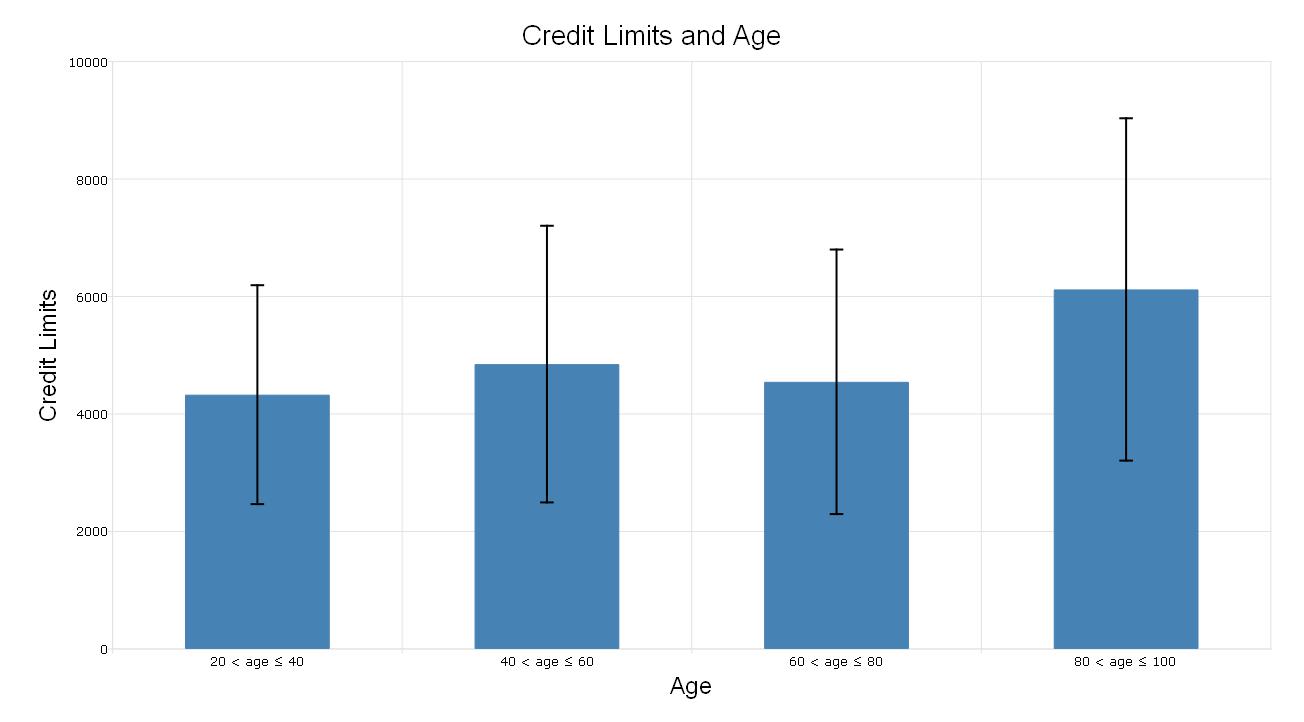 Credit Limits and Age
10000
8000
6000
4000
2000
0
Credit Limits
20 < age ≤ 40
40 < age ≤ 60
60 < age ≤ 80
80 < age ≤ 100
Age